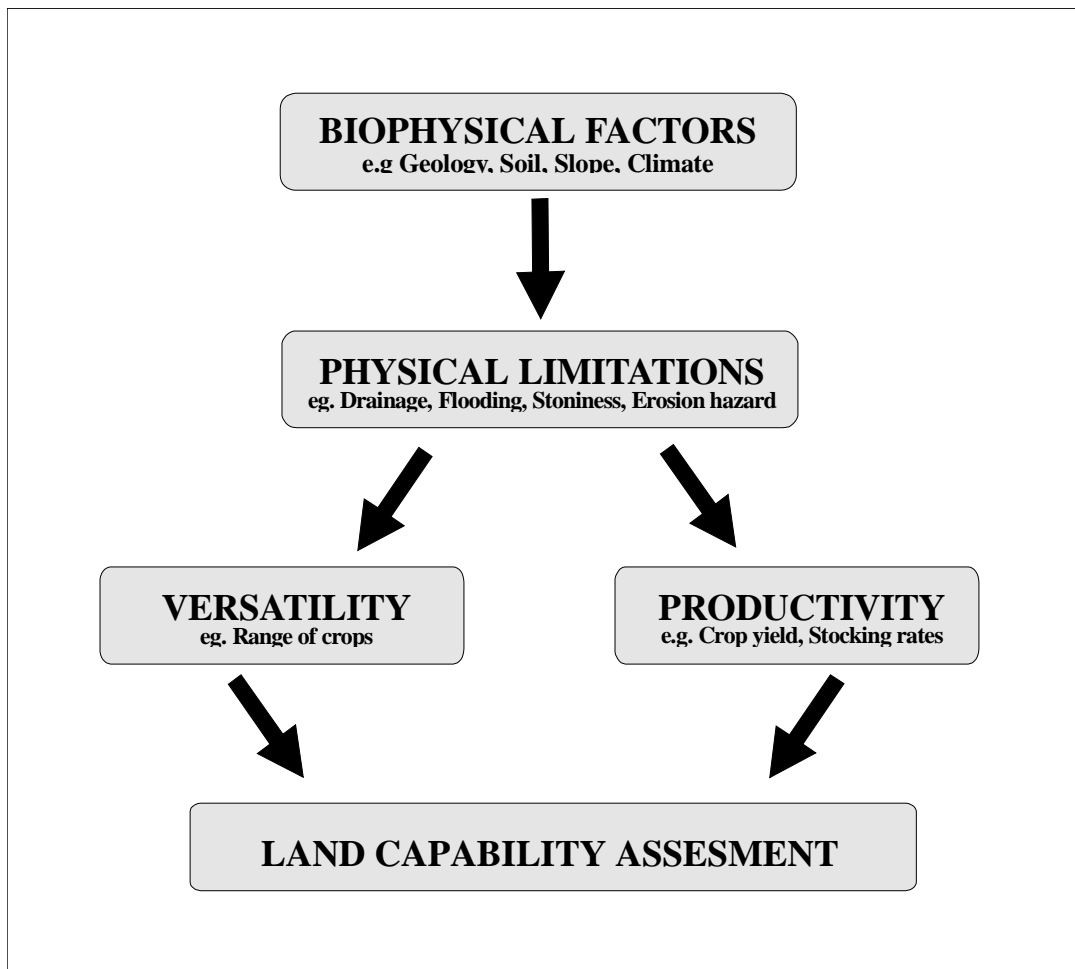 BIOPHYSICAL FACTORS
e.g Geology, Soil, Slope, Climate
PHYSICAL LIMITATIONS
eg. Drainage, Flooding, Stoniness, Erosion hazard
VERSATILITY
eg. Range of crops
PRODUCTIVITY
e.g. Crop yield, Stocking rates
LAND CAPABILITY ASSESMENT